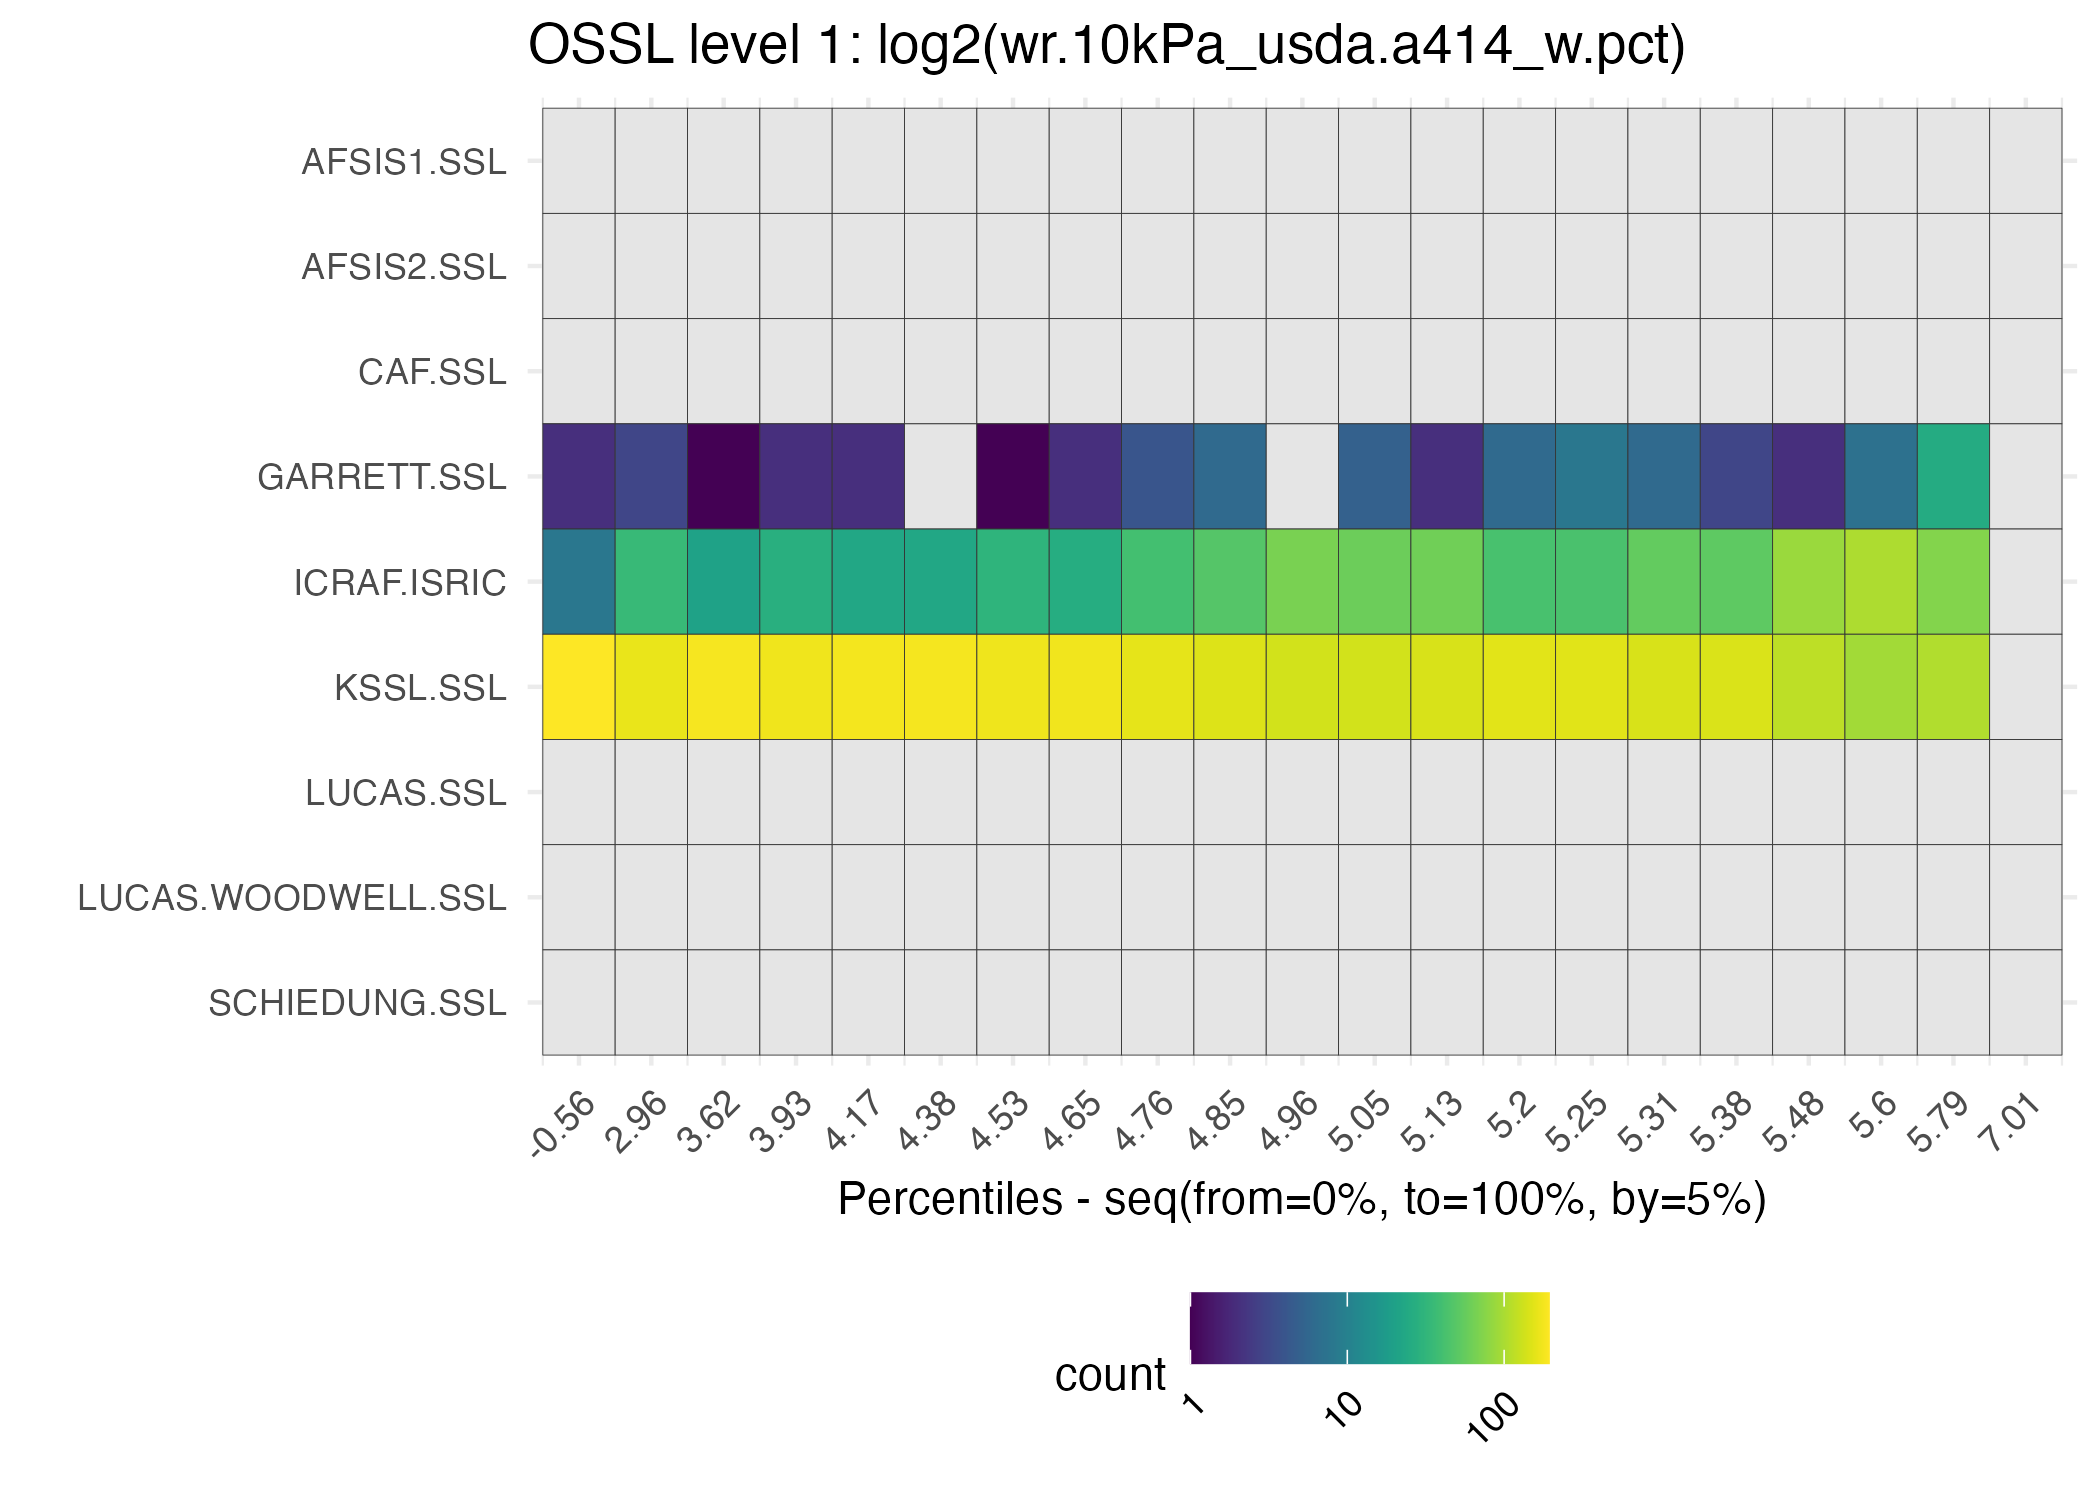 OSSL level 1: log2(wr.10kPa_usda.a414_w.pct)
AFSIS1.SSL
AFSIS2.SSL
CAF.SSL
GARRETT.SSL
ICRAF.ISRIC
KSSL.SSL
LUCAS.SSL
LUCAS.WOODWELL.SSL
SCHIEDUNG.SSL
-0.56 2.96 3.62 3.93 4.17 4.38 4.53 4.65 4.76 4.85 4.96 5.05 5.13 5.2 5.25 5.31 5.38 5.48 5.6 5.79 7.01
Percentiles - seq(from=0%, to=100%, by=5%)
count
1 10 100